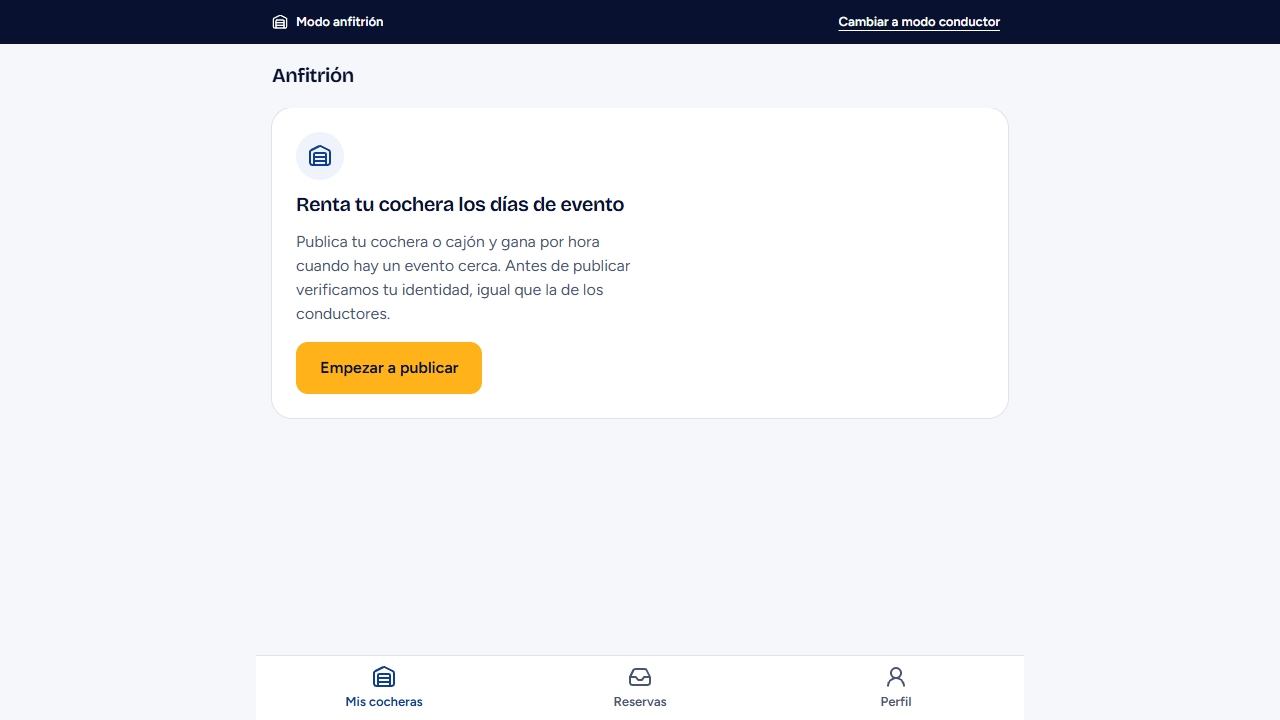 Modo anfitrión
Cambiar a modo conductor
Anfitrión
Renta tu cochera los días de evento
Publica tu cochera o cajón y gana por hora
cuando hay un evento cerca. Antes de publicar
verificamos tu identidad, igual que la de los
conductores.
Empezar a publicar
Mis cocheras
Reservas
Perfil